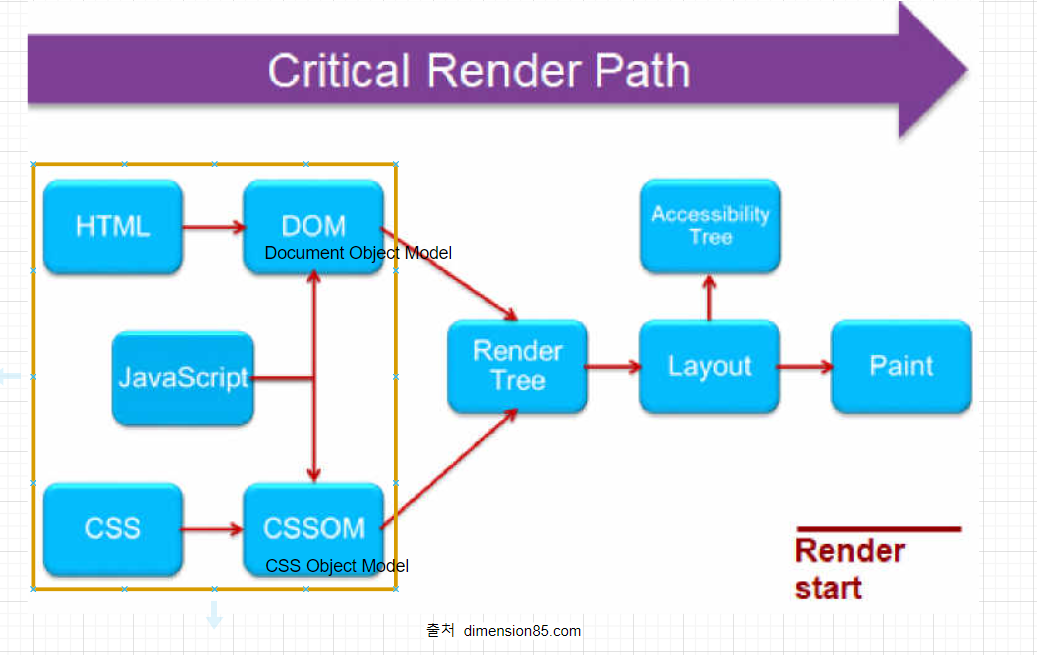 Critical Render Path
HTML
DOM
Document Object Model
Accessibility
Tree
JavaScript
Render
Tree
Layout
Paint
CSS
CSSOM
CSS Object Model
Render
start
출처 dimension85.com